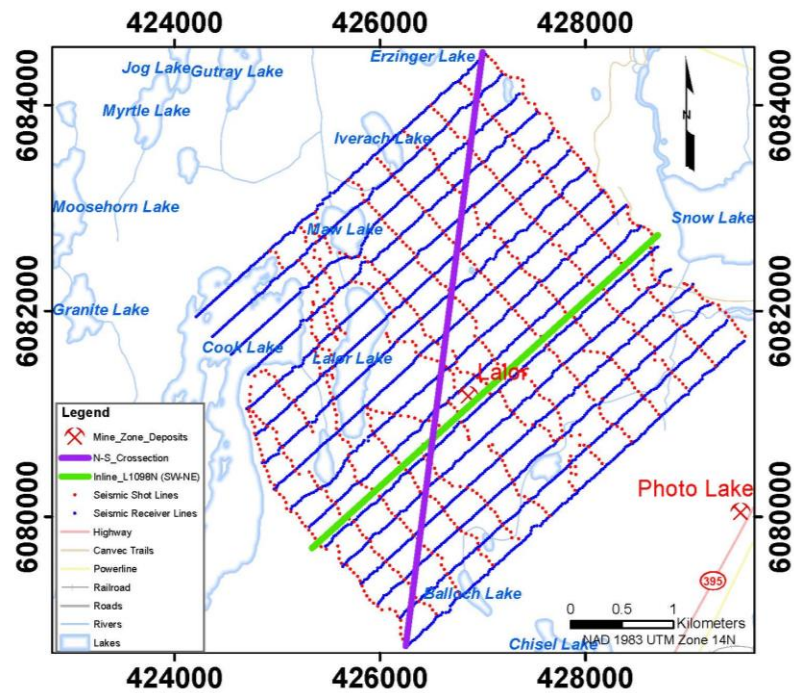 424000
426000
428000
Erzinger Lake
Jog Lake
Gutray Lake
6084000
6084000
Myrtle Lake
N
Iverach Lake
Moosehorn Lake
Snow Lake
Maw Lake
6082000
6082000
Granite Lake
Cook Lake
Lalor Lake
Lalor
Legend
Mine_Zone_Deposits
N-S_Crossection
Inline_L1098N (SW-NE)
Seismic Shot Lines
Seismic Receiver Lines
Highway
Canvec Trails
Powerline
Railroad
Roads
Rivers
Lakes
Photo Lake
6080000
6080000
395
Balloch Lake
0 0.5 1
Kilometers
NAD 1983 UTM Zone 14N
Chisel Lake
424000
426000
428000